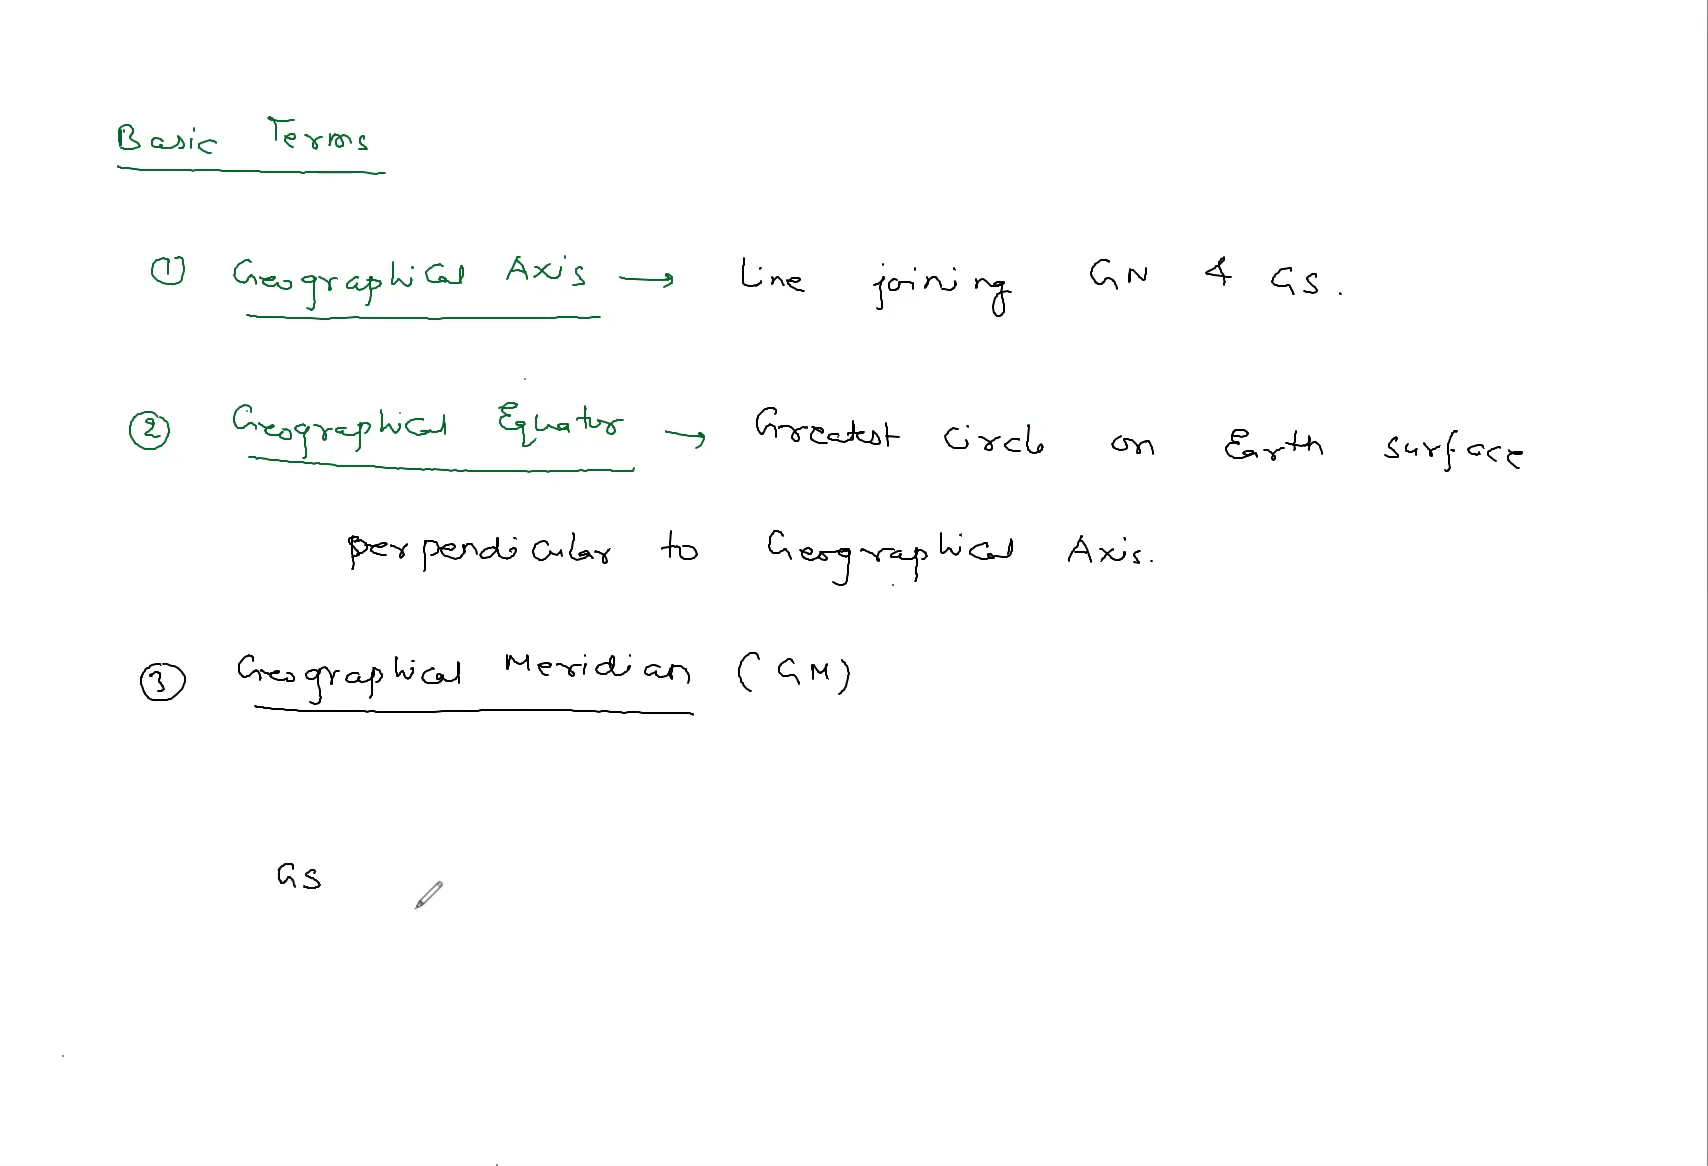 Basic Terms
① Geographical Axis → Line joining GN & GS.
② Geographical Equator → Greatest circle on Earth surface
perpendicular to Geographical Axis.
③ Geographical Meridian (GM)
GS